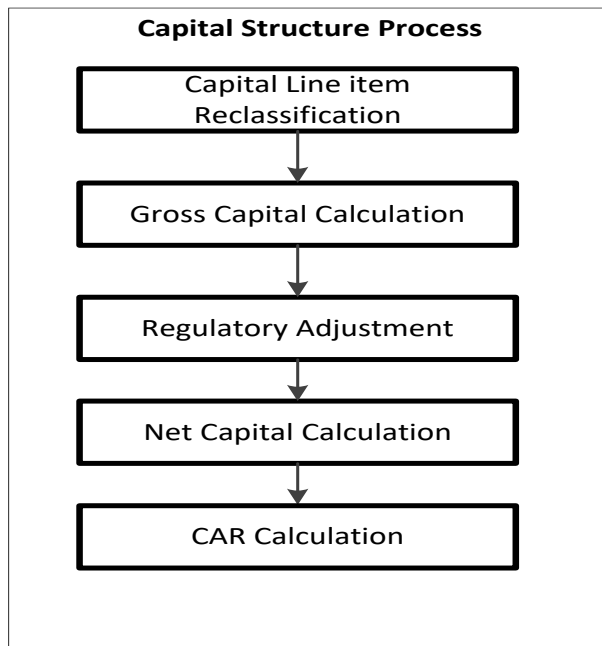 Capital Structure Process
Capital Line item
Reclassification
Gross Capital Calculation
Regulatory Adjustment
Net Capital Calculation
CAR Calculation